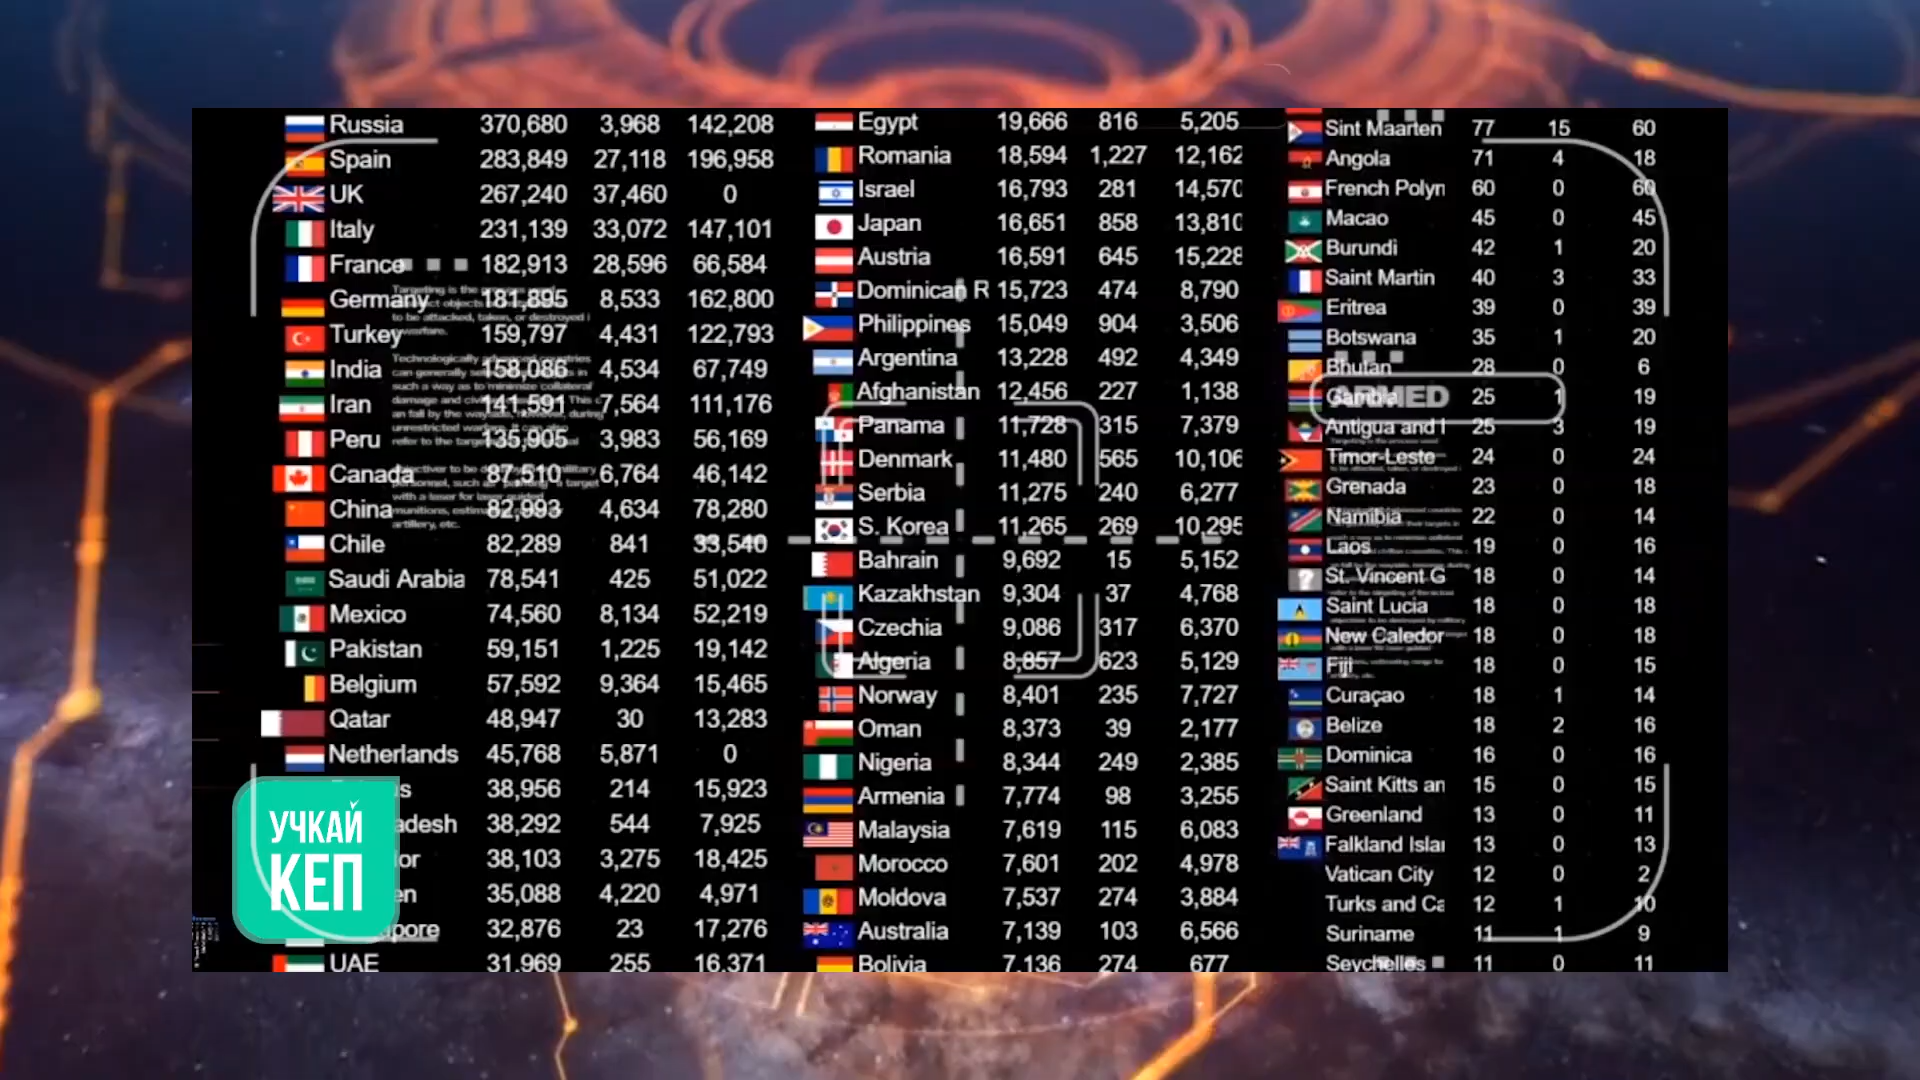 Russia 370,680 3,968 142,208
Spain 283,849 27,118 196,958
UK 267,240 37,460 0
Italy 231,139 33,072 147,101
France 182,913 28,596 66,584
Germany 181,895 8,533 162,800
Turkey 159,797 4,431 122,793
India 158,086 4,534 67,749
Iran 141,591 7,564 111,176
Peru 135,905 3,983 56,169
Canada 87,510 6,764 46,142
China 82,993 4,634 78,280
Chile 82,289 841 33,540
Saudi Arabia 78,541 425 51,022
Mexico 74,560 8,134 52,219
Pakistan 59,151 1,225 19,142
Belgium 57,592 9,364 15,465
Qatar 48,947 30 13,283
Netherlands 45,768 5,871 0
s 38,956 214 15,923
adesh 38,292 544 7,925
or 38,103 3,275 18,425
en 35,088 4,220 4,971
pore 32,876 23 17,276
UAE 31,969 255 16,371
УЧКАЙ
КЕП
Egypt 19,666 816 5,205
Romania 18,594 1,227 12,162
Israel 16,793 281 14,570
Japan 16,651 858 13,810
Austria 16,591 645 15,228
Dominican R 15,723 474 8,790
Philippines 15,049 904 3,506
Argentina 13,228 492 4,349
Afghanistan 12,456 227 1,138
Panama 11,728 315 7,379
Denmark 11,480 565 10,106
Serbia 11,275 240 6,277
S. Korea 11,265 269 10,295
Bahrain 9,692 15 5,152
Kazakhstan 9,304 37 4,768
Czechia 9,086 317 6,370
Algeria 8,857 623 5,129
Norway 8,401 235 7,727
Oman 8,373 39 2,177
Nigeria 8,344 249 2,385
Armenia 7,774 98 3,255
Malaysia 7,619 115 6,083
Morocco 7,601 202 4,978
Moldova 7,537 274 3,884
Australia 7,139 103 6,566
Bolivia 7,136 274 677
Sint Maarten 77 15 60
Angola 71 4 18
French Polyn 60 0 60
Macao 45 0 45
Burundi 42 1 20
Saint Martin 40 3 33
Eritrea 39 0 39
Botswana 35 1 20
Bhutan 28 0 6
Gambia 25 1 19
ARMED
Antigua and 25 3 19
Timor-Leste 24 0 24
Grenada 23 0 18
Namibia 22 0 14
Laos 19 0 16
St. Vincent G 18 0 14
Saint Lucia 18 0 18
New Caledor 18 0 18
Fiji 18 0 15
Curaçao 18 1 14
Belize 18 2 16
Dominica 16 0 16
Saint Kitts an 15 0 15
Greenland 13 0 11
Falkland Islar 13 0 13
Vatican City 12 0 2
Turks and Ca 12 1 10
Suriname 11 1 9
Seychelles 11 0 11